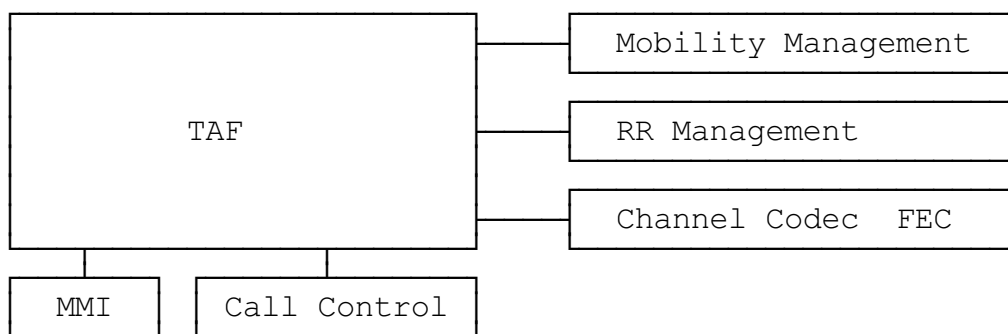 Mobility Management
TAF
RR Management
Channel Codec  FEC
MMI
Call Control